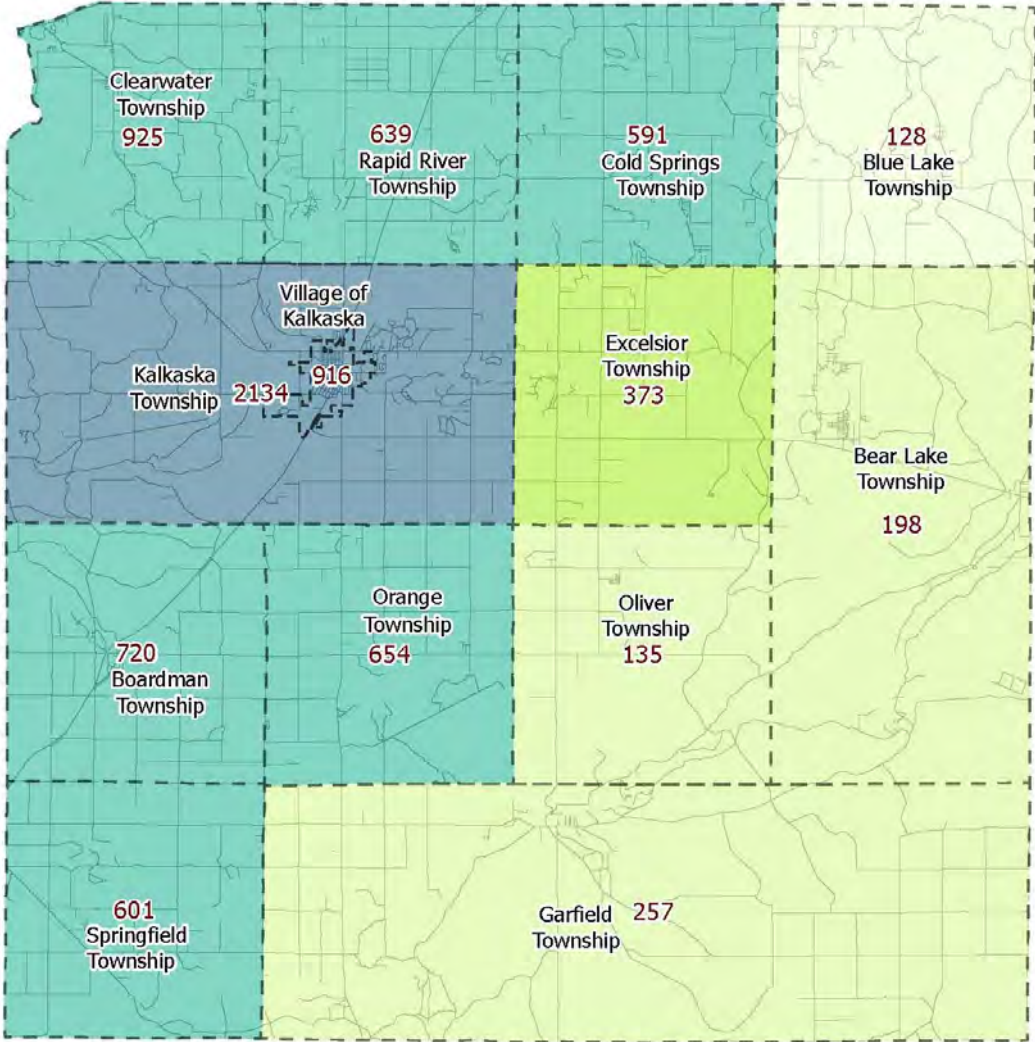 Clearwater
Township
925
639
Rapid River
Township
591
Cold Springs
Township
128
Blue Lake
Township
Village of
Kalkaska
916
Kalkaska
Township
2134
Excelsior
Township
373
Bear Lake
Township
198
720
Boardman
Township
Orange
Township
654
Oliver
Township
135
601
Springfield
Township
Garfield
Township
257